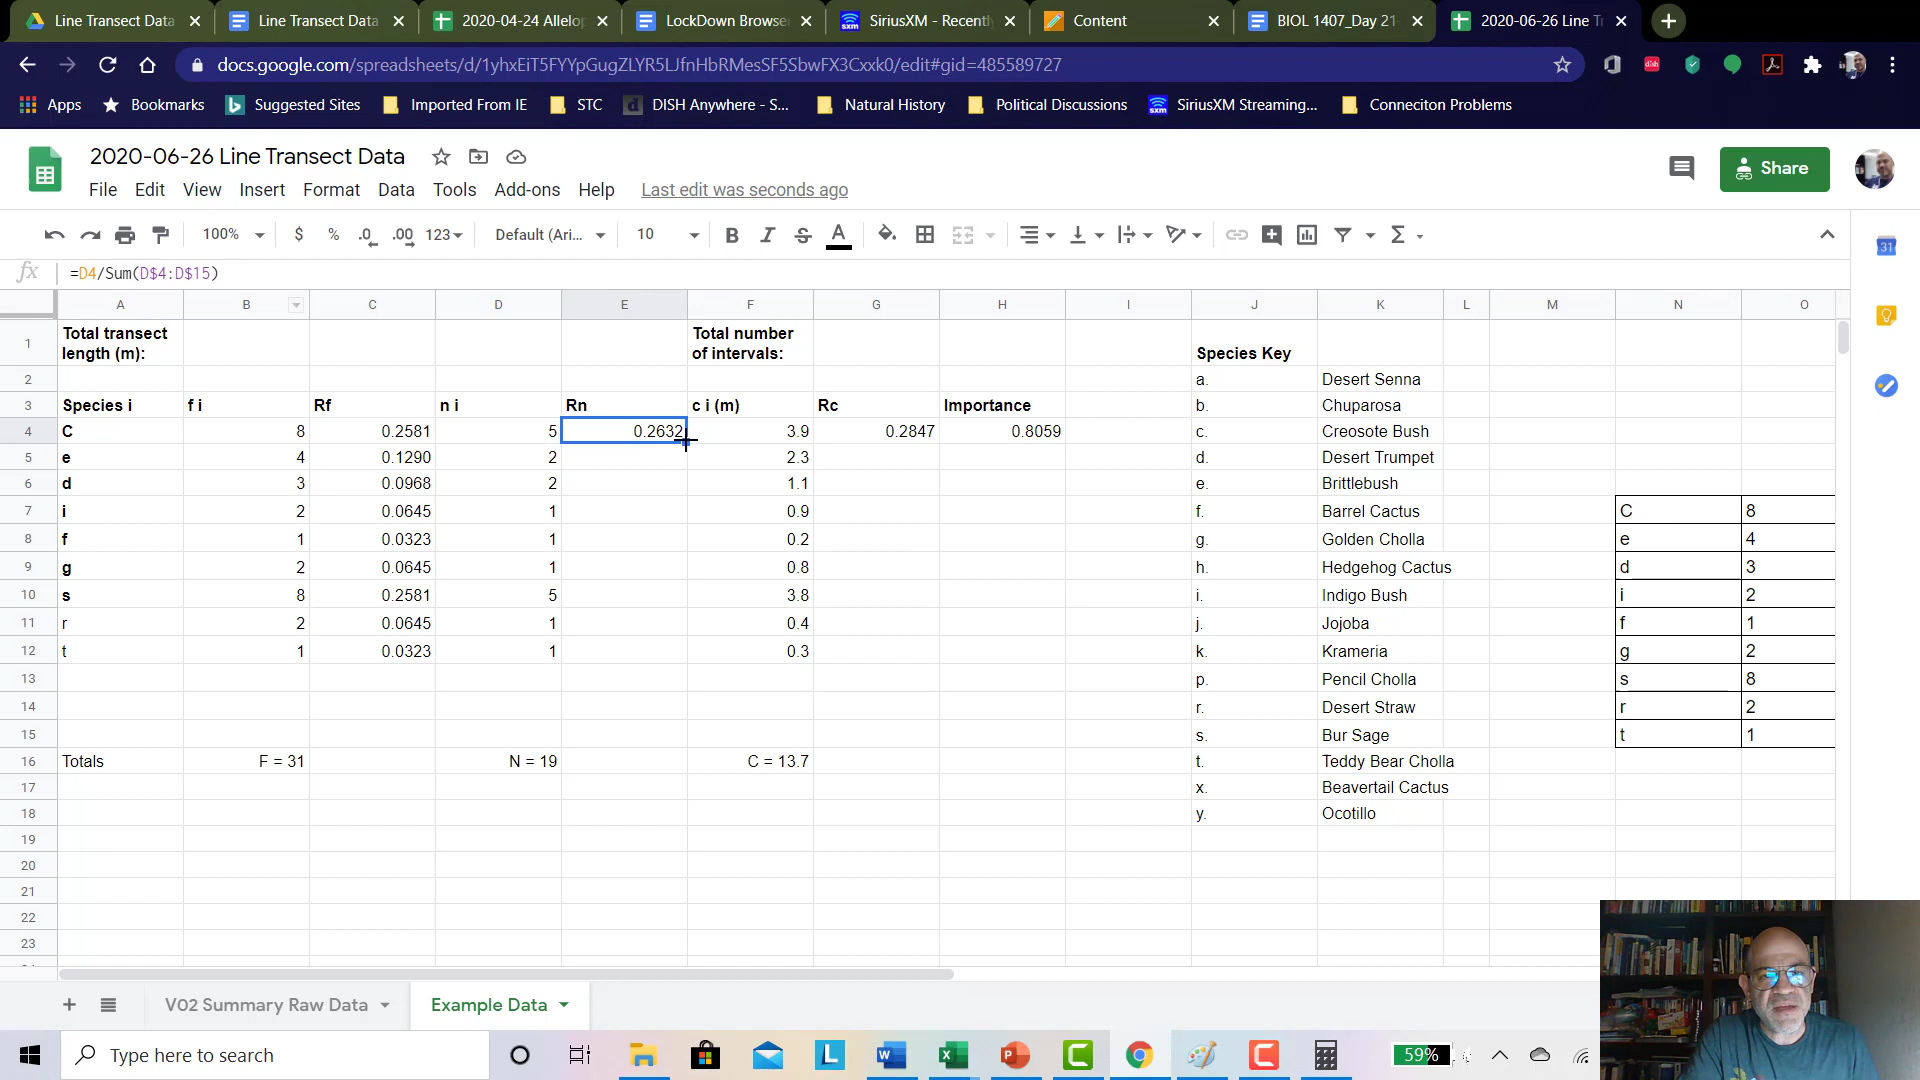 Line Transect Data
Line Transect Data
2020-04-24 Allelop
LockDown Browse
SiriusXM - Recently
Content
BIOL 1407_Day 21
2020-06-26 Line Tr
docs.google.com/spreadsheets/d/1yhxEiT5FYYpGugZLYR5LJfnHbRMesSF5SbwFX3Cxxk0/edit#gid=485589727
Apps
Bookmarks
Suggested Sites
Imported From IE
STC
DISH Anywhere - S...
Natural History
Political Discussions
SiriusXM Streaming...
Conneciton Problems
2020-06-26 Line Transect Data
Share
File Edit View Insert Format Data Tools Add-ons Help Last edit was seconds ago
100% $ % .0 .00 123 Default (Ari... 10 B I S A
fx =D4/Sum(D$4:D$15)
A B C D E F G H I J K L M N O
1 Total transect length (m): Total number of intervals: Species Key
2 a. Desert Senna
3 Species i f i Rf n i Rn c i (m) Rc Importance b. Chuparosa
4 C 8 0.2581 5 0.2632 3.9 0.2847 0.8059 c. Creosote Bush
5 e 4 0.1290 2 2.3 d. Desert Trumpet
6 d 3 0.0968 2 1.1 e. Brittlebush
7 i 2 0.0645 1 0.9 f. Barrel Cactus C 8
8 f 1 0.0323 1 0.2 g. Golden Cholla e 4
9 g 2 0.0645 1 0.8 h. Hedgehog Cactus d 3
10 s 8 0.2581 5 3.8 i. Indigo Bush i 2
11 r 2 0.0645 1 0.4 j. Jojoba f 1
12 t 1 0.0323 1 0.3 k. Krameria g 2
13 p. Pencil Cholla s 8
14 r. Desert Straw r 2
15 s. Bur Sage t 1
16 Totals F = 31 N = 19 C = 13.7 t. Teddy Bear Cholla
17 x. Beavertail Cactus
18 y. Ocotillo
19
20
21
22
23
V02 Summary Raw Data
Example Data
Type here to search
59%